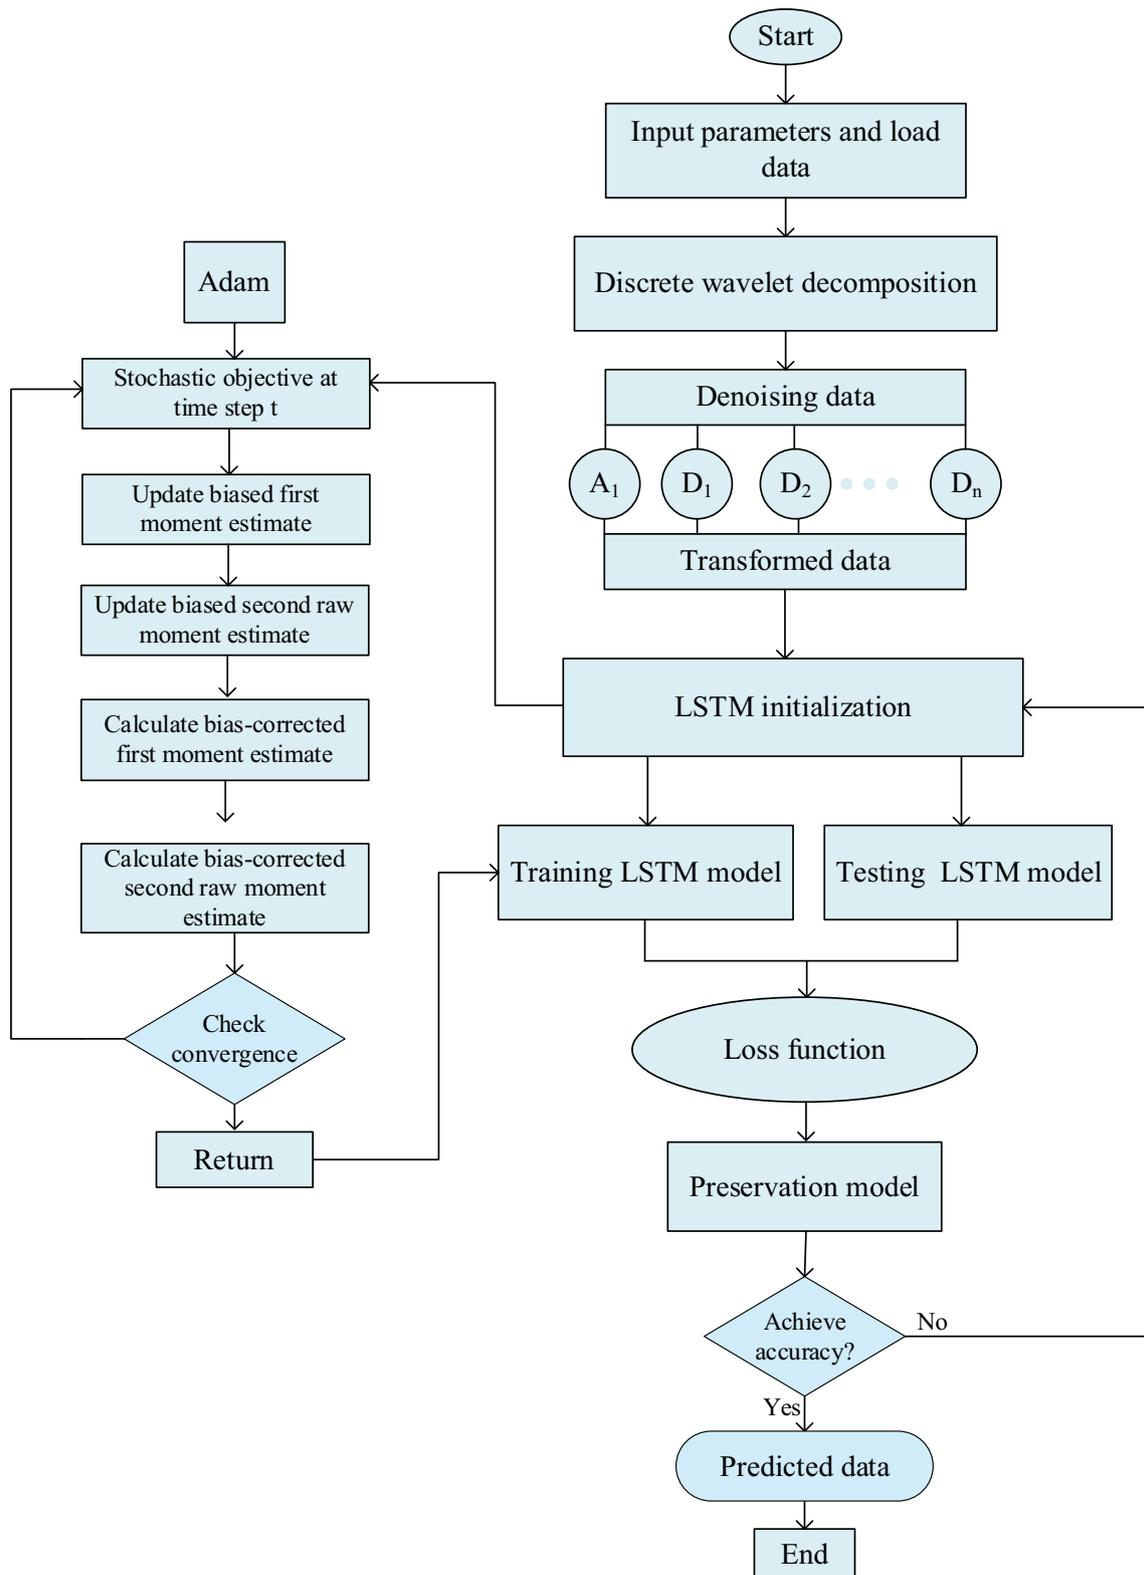 Start
Input parameters and load
data
Discrete wavelet decomposition
Denoising data
A₁ D₁ D₂ Dₙ
Transformed data
LSTM initialization
Training LSTM model
Testing LSTM model
Loss function
Preservation model
Achieve
accuracy?
No
Yes
Predicted data
End
Adam
Stochastic objective at
time step t
Update biased first
moment estimate
Update biased second raw
moment estimate
Calculate bias-corrected
first moment estimate
Calculate bias-corrected
second raw moment
estimate
Check
convergence
Return